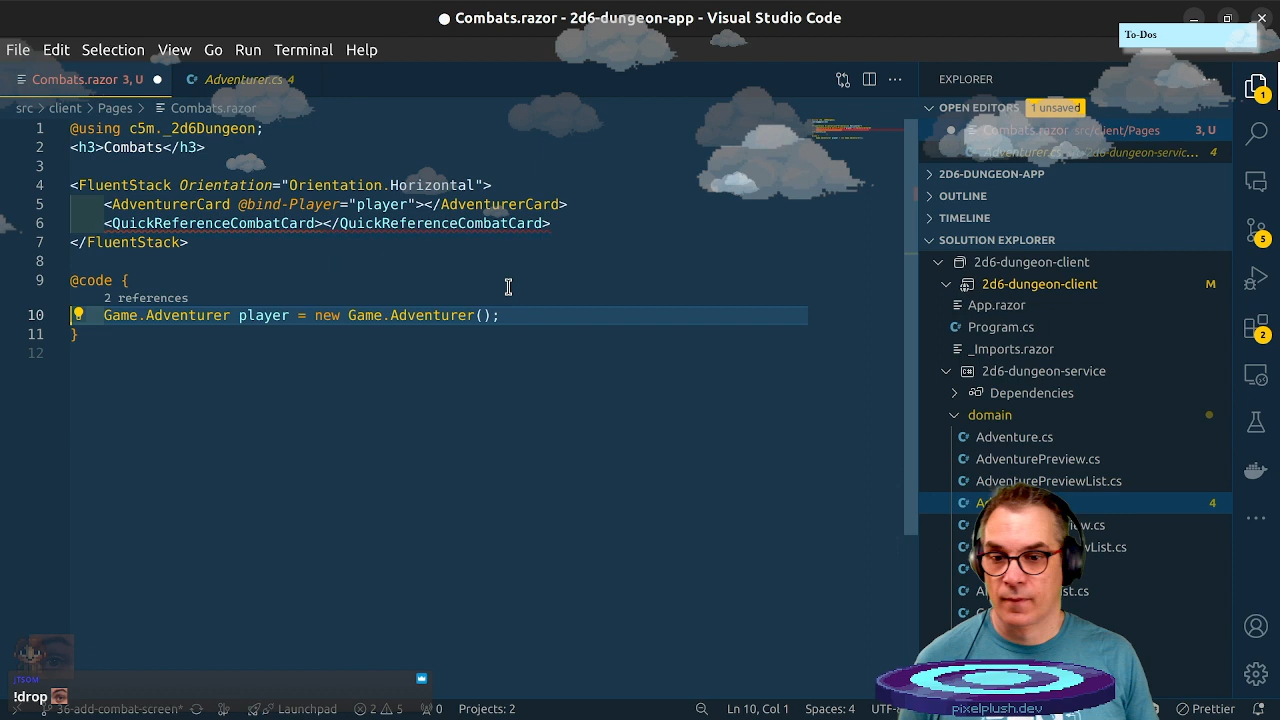 Combats.razor - 2d6-dungeon-app - Visual Studio Code
To-Dos
File Edit Selection View Go Run Terminal Help
Combats.razor 3, U
Adventurer.cs 4
EXPLORER
src > client > Pages > Combats.razor
OPEN EDITORS 1 unsaved
1 @using c5m._2d6Dungeon;
2 <h3>Combats</h3>
3
4 <FluentStack Orientation="Orientation.Horizontal">
5 <AdventurerCard @bind-Player="player"></AdventurerCard>
6 <QuickReferenceCombatCard></QuickReferenceCombatCard>
7 </FluentStack>
8
9 @code {
2 references
10 Game.Adventurer player = new Game.Adventurer();
11 }
12
Combats.razor src/client/Pages 3, U
Adventurer.cs 2d6-dungeon-servic... 4
2D6-DUNGEON-APP
OUTLINE
TIMELINE
SOLUTION EXPLORER
2d6-dungeon-client
2d6-dungeon-client M
App.razor
Program.cs
_Imports.razor
2d6-dungeon-service
Dependencies
domain
Adventure.cs
AdventurePreview.cs
AdventurePreviewList.cs
4
1
5
2
JTSOM
!drop
pixelplush.dev
36-add-combat-screen* Launchpad 2 5 0 Projects: 2
Ln 10, Col 1 Spaces: 4 UTF- Prettier